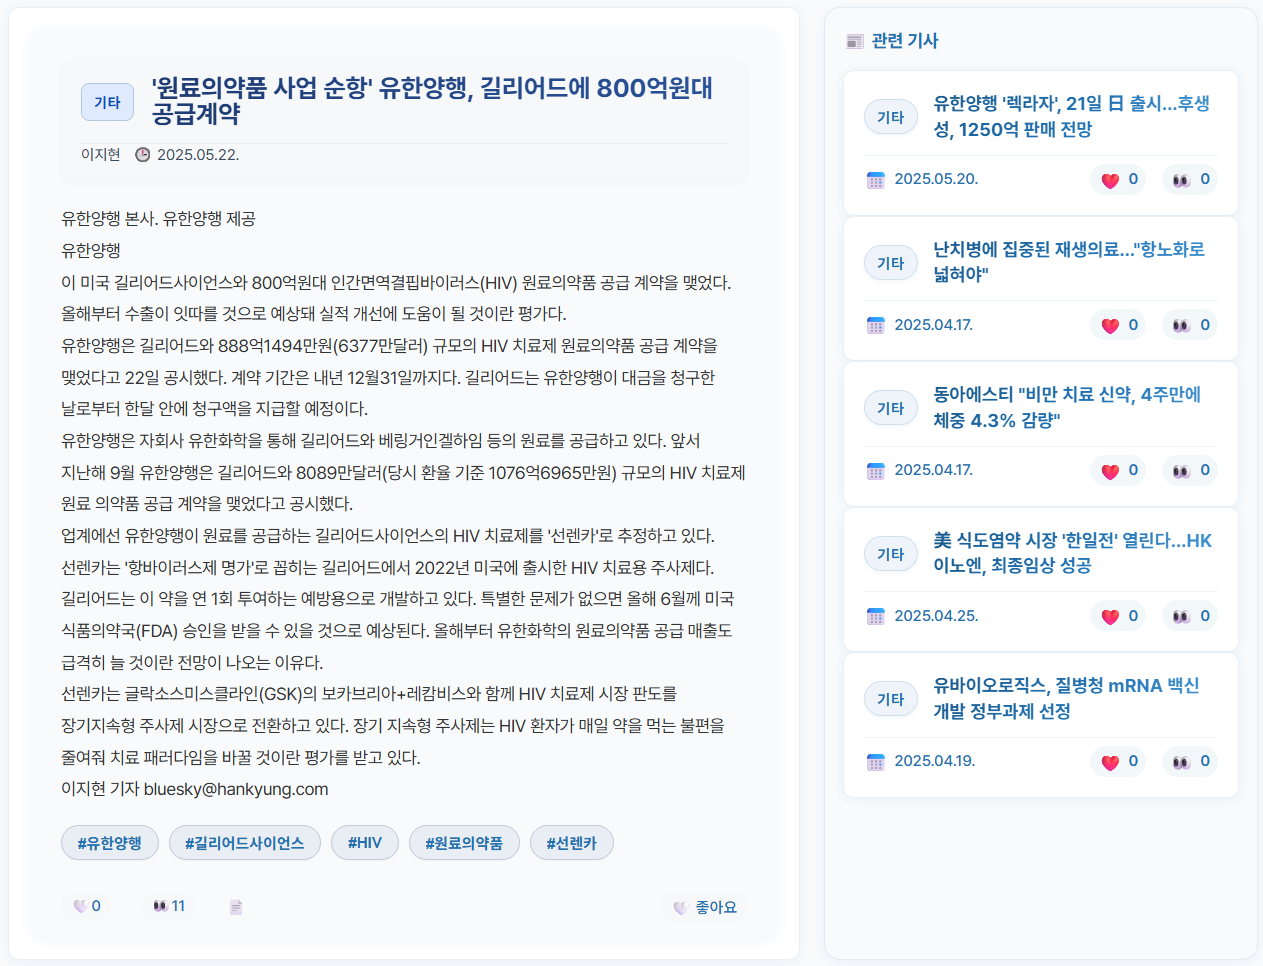 기타
'원료의약품 사업 순항' 유한양행, 길리어드에 800억원대
공급계약
이지현 2025.05.22.
유한양행 본사. 유한양행 제공
유한양행
이 미국 길리어드사이언스와 800억원대 인간면역결핍바이러스(HIV) 원료의약품 공급 계약을 맺었다.
올해부터 수출이 잇따를 것으로 예상돼 실적 개선에 도움이 될 것이란 평가다.
유한양행은 길리어드와 888억1494만원(6377만달러) 규모의 HIV 치료제 원료의약품 공급 계약을
맺었다고 22일 공시했다. 계약 기간은 내년 12월31일까지다. 길리어드는 유한양행이 대금을 청구한
날로부터 한달 안에 청구액을 지급할 예정이다.
유한양행은 자회사 유한화학을 통해 길리어드와 베링거인겔하임 등의 원료를 공급하고 있다. 앞서
지난해 9월 유한양행은 길리어드와 8089만달러(당시 환율 기준 1076억6965만원) 규모의 HIV 치료제
원료 의약품 공급 계약을 맺었다고 공시했다.
업계에선 유한양행이 원료를 공급하는 길리어드사이언스의 HIV 치료제를 '선렌카'로 추정하고 있다.
선렌카는 '항바이러스제 명가'로 꼽히는 길리어드에서 2022년 미국에 출시한 HIV 치료용 주사제다.
길리어드는 이 약을 연 1회 투여하는 예방용으로 개발하고 있다. 특별한 문제가 없으면 올해 6월께 미국
식품의약국(FDA) 승인을 받을 수 있을 것으로 예상된다. 올해부터 유한화학의 원료의약품 공급 매출도
급격히 늘 것이란 전망이 나오는 이유다.
선렌카는 글락소스미스클라인(GSK)의 보카브리아+레캄비스와 함께 HIV 치료제 시장 판도를
장기지속형 주사제 시장으로 전환하고 있다. 장기 지속형 주사제는 HIV 환자가 매일 약을 먹는 불편을
줄여줘 치료 패러다임을 바꿀 것이란 평가를 받고 있다.
이지현 기자 bluesky@hankyung.com
#유한양행 #길리어드사이언스 #HIV #원료의약품 #선렌카
0 11 좋아요
관련 기사
기타
유한양행 '렉라자', 21일 日 출시…후생
성, 1250억 판매 전망
2025.05.20. 0 0
기타
난치병에 집중된 재생의료…"항노화로
넓혀야"
2025.04.17. 0 0
기타
동아에스티 "비만 치료 신약, 4주만에
체중 4.3% 감량"
2025.04.17. 0 0
기타
美 식도염약 시장 '한일전' 열린다…HK
이노엔, 최종임상 성공
2025.04.25. 0 0
기타
유바이오로직스, 질병청 mRNA 백신
개발 정부과제 선정
2025.04.19. 0 0